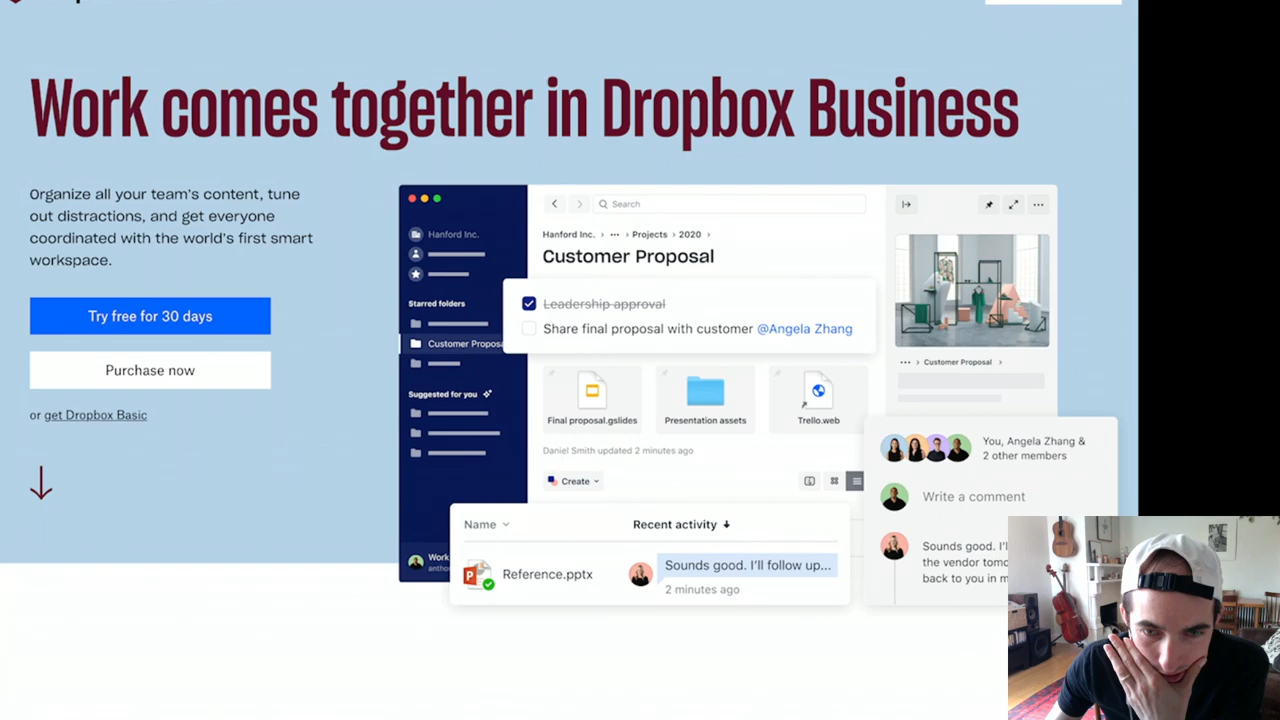 Work comes together in Dropbox Business
Organize all your team's content, tune
out distractions, and get everyone
coordinated with the world's first smart
workspace.
Try free for 30 days
Purchase now
or get Dropbox Basic
Hanford Inc.
Starred folders
Customer Propos
Suggested for you
Work
Search
Hanford Inc. › ··· › Projects › 2020 ›
Customer Proposal
Leadership approval
Share final proposal with customer @Angela Zhang
Final proposal.gslides
Presentation assets
Trello.web
Daniel Smith updated 2 minutes ago
Create
Name
Recent activity
Reference.pptx
Sounds good. I'll follow up...
2 minutes ago
··· › Customer Proposal ›
You, Angela Zhang &
2 other members
Write a comment
Sounds good. I'l
the vendor tomo
back to you in m